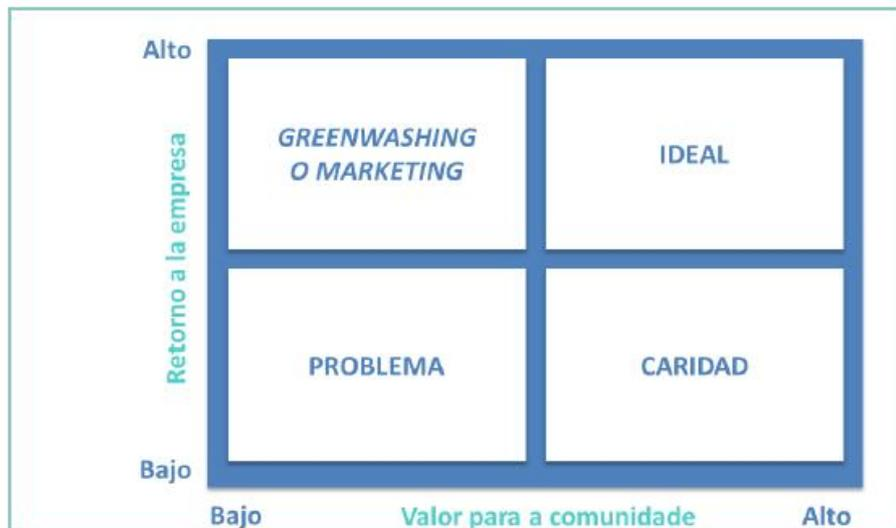 Alto
GREENWASHING
O MARKETING
IDEAL
Retorno a la empresa
PROBLEMA
CARIDAD
Bajo
Bajo
Valor para a comunidade
Alto